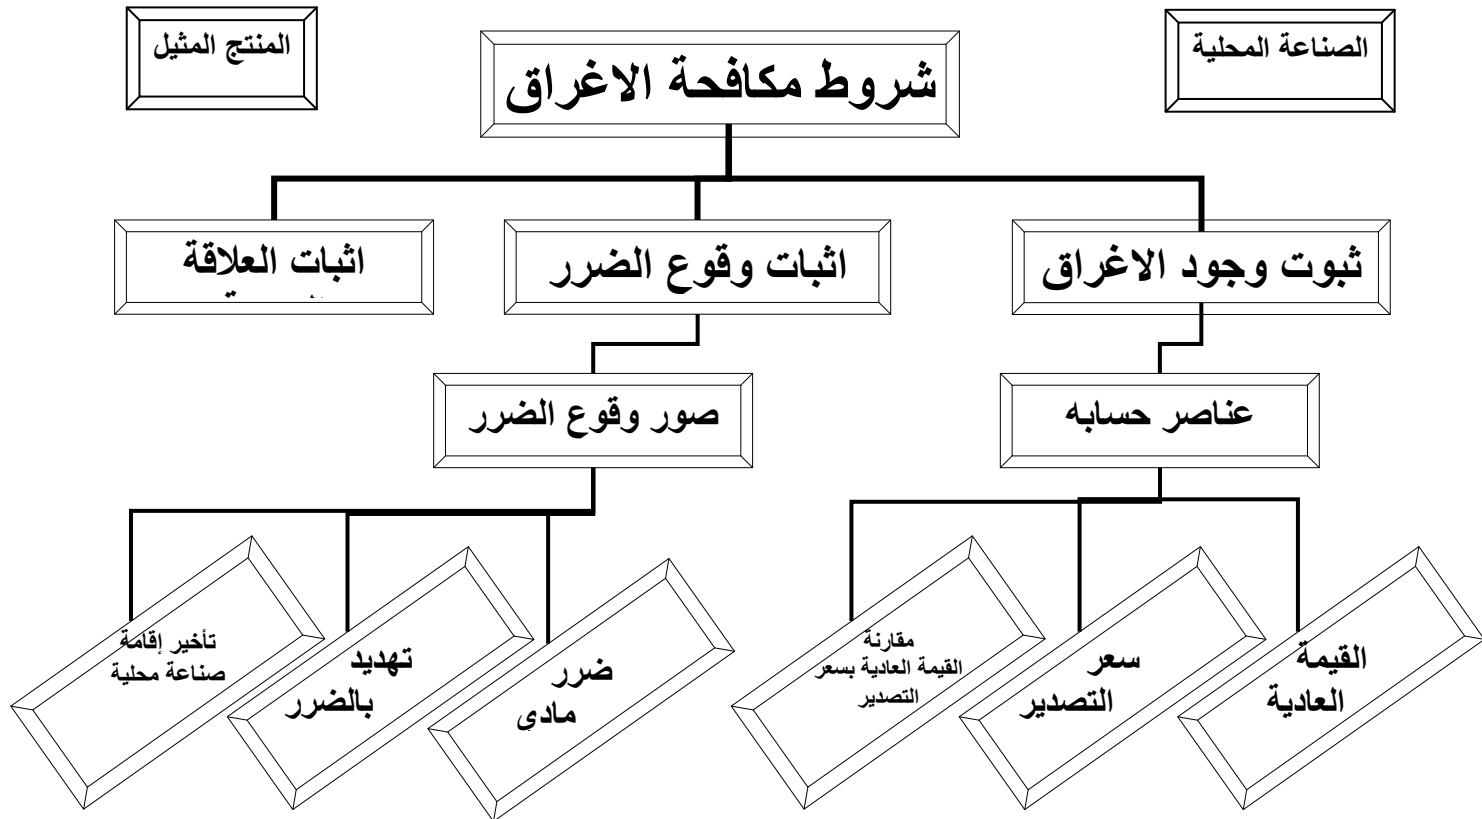 الصناعة المحلية
شروط مكافحة الاغراق
المنتج المثيل
ثبوت وجود الاغراق
اثبات وقوع الضرر
اثبات العلاقة
عناصر حسابه
صور وقوع الضرر
القيمة
العادية
سعر
التصدير
مقارنة
القيمة العادية بسعر
التصدير
ضرر
مادى
تهديد
بالضرر
تأخير إقامة
صناعة محلية